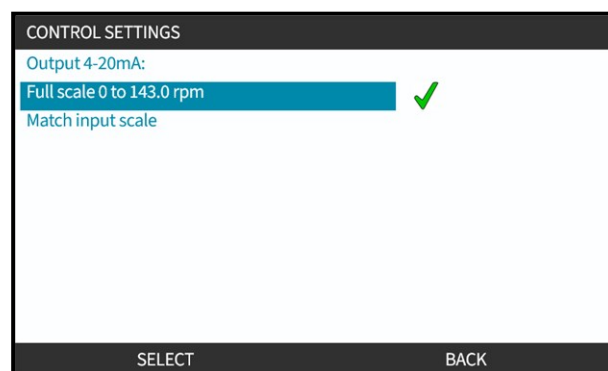 CONTROL SETTINGS
Output 4-20mA:
Full scale 0 to 143.0 rpm
Match input scale
SELECT BACK